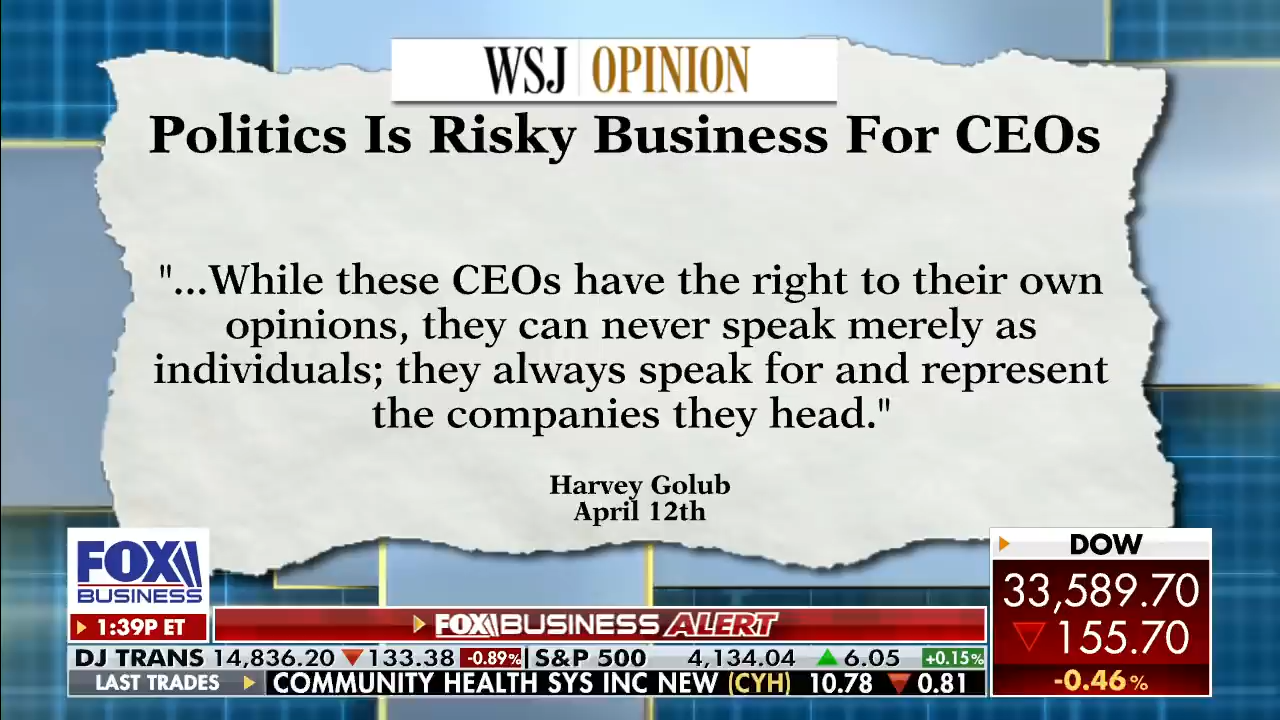 WSJ OPINION
Politics Is Risky Business For CEOs
"...While these CEOs have the right to their own
opinions, they can never speak merely as
individuals; they always speak for and represent
the companies they head."
Harvey Golub
April 12th
FOX
BUSINESS
1:39P ET
FOX BUSINESS ALERT
DOW
33,589.70
155.70
-0.46%
DJ TRANS 14,836.20 133.38 -0.89% S&P 500 4,134.04 6.05 +0.15%
LAST TRADES COMMUNITY HEALTH SYS INC NEW (CYH) 10.78 0.81